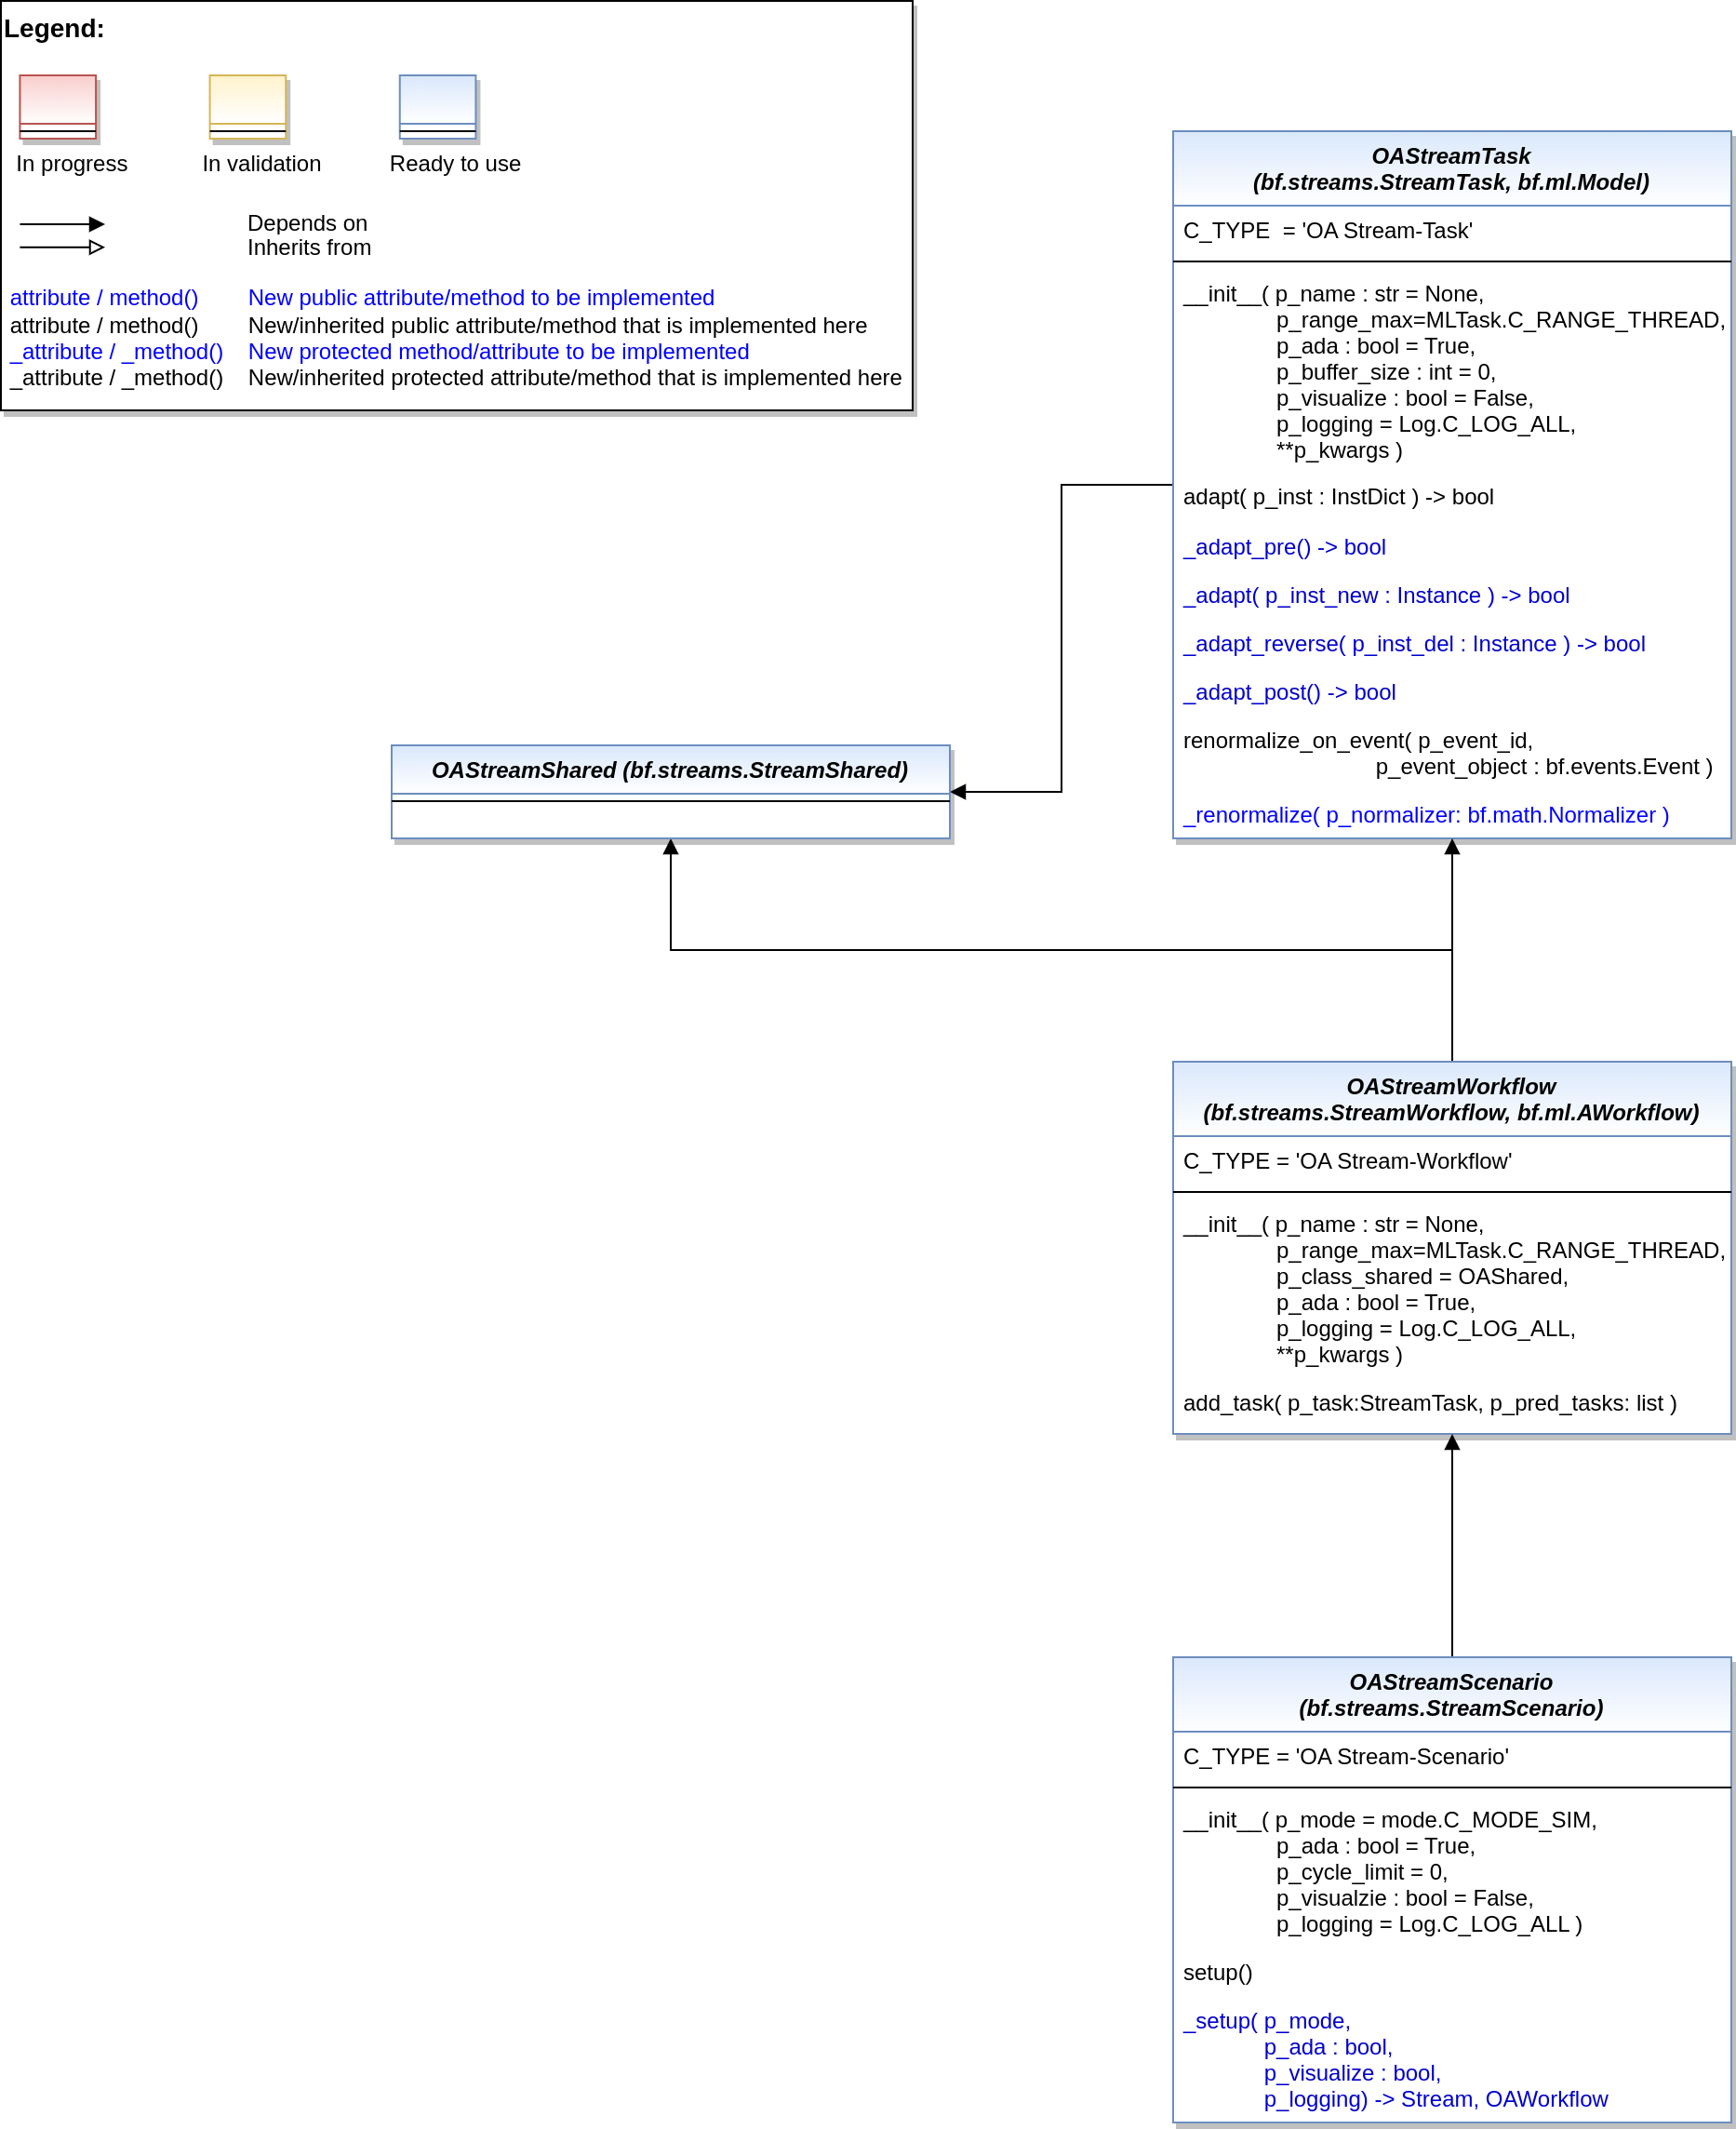 Legend:
In progress
In validation
Ready to use
Depends on
Inherits from
attribute / method() New public attribute/method to be implemented
attribute / method() New/inherited public attribute/method that is implemented here
_attribute / _method() New protected method/attribute to be implemented
_attribute / _method() New/inherited protected attribute/method that is implemented here
OAStreamTask
(bf.streams.StreamTask, bf.ml.Model)
C_TYPE = 'OA Stream-Task'
__init__( p_name : str = None,
p_range_max=MLTask.C_RANGE_THREAD,
p_ada : bool = True,
p_buffer_size : int = 0,
p_visualize : bool = False,
p_logging = Log.C_LOG_ALL,
**p_kwargs )
adapt( p_inst : InstDict ) -> bool
_adapt_pre() -> bool
_adapt( p_inst_new : Instance ) -> bool
_adapt_reverse( p_inst_del : Instance ) -> bool
_adapt_post() -> bool
renormalize_on_event( p_event_id,
p_event_object : bf.events.Event )
_renormalize( p_normalizer: bf.math.Normalizer )
OAStreamShared (bf.streams.StreamShared)
OAStreamWorkflow
(bf.streams.StreamWorkflow, bf.ml.AWorkflow)
C_TYPE = 'OA Stream-Workflow'
__init__( p_name : str = None,
p_range_max=MLTask.C_RANGE_THREAD,
p_class_shared = OAShared,
p_ada : bool = True,
p_logging = Log.C_LOG_ALL,
**p_kwargs )
add_task( p_task:StreamTask, p_pred_tasks: list )
OAStreamScenario
(bf.streams.StreamScenario)
C_TYPE = 'OA Stream-Scenario'
__init__( p_mode = mode.C_MODE_SIM,
p_ada : bool = True,
p_cycle_limit = 0,
p_visualzie : bool = False,
p_logging = Log.C_LOG_ALL )
setup()
_setup( p_mode,
p_ada : bool,
p_visualize : bool,
p_logging) -> Stream, OAWorkflow